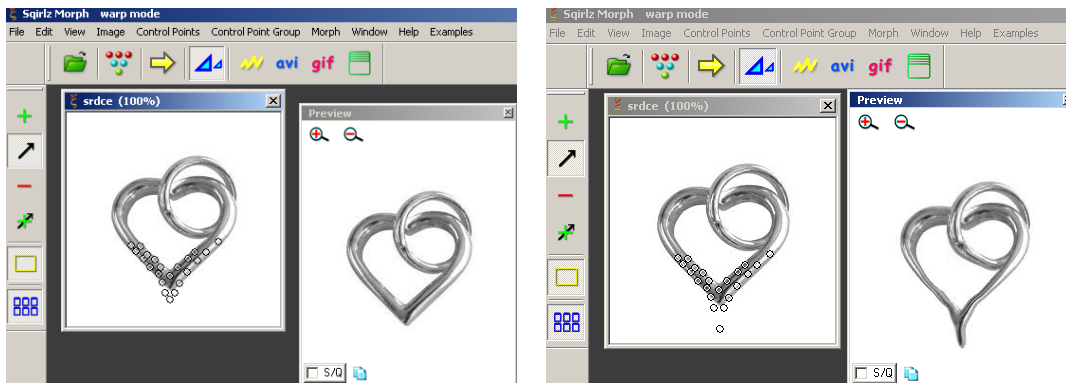 Sqirlz Morph warp mode
File Edit View Image Control Points Control Point Group Morph Window Help Examples
avi gif
srdce (100%)
Preview
S/Q
Sqirlz Morph warp mode
File Edit View Image Control Points Control Point Group Morph Window Help Examples
avi gif
srdce (100%)
Preview
S/Q